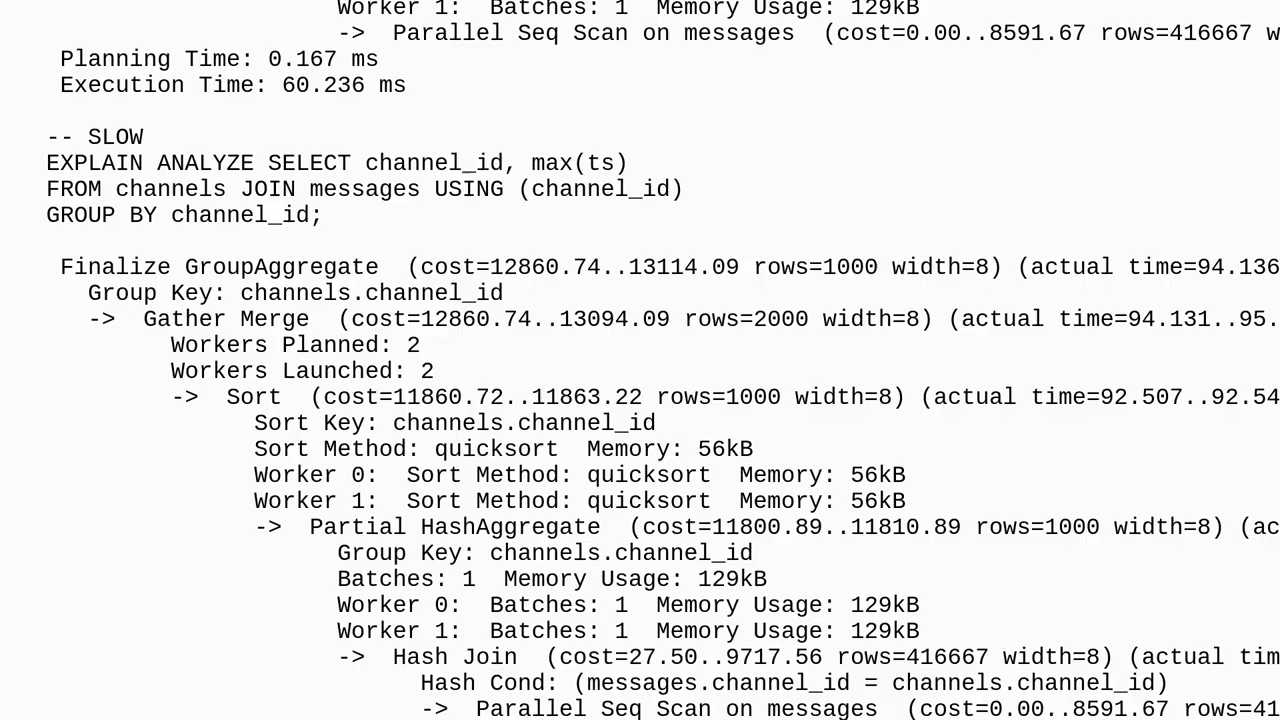 Worker 1:  Batches: 1  Memory Usage: 129kB
->  Parallel Seq Scan on messages  (cost=0.00..8591.67 rows=416667 w
Planning Time: 0.167 ms
Execution Time: 60.236 ms
-- SLOW
EXPLAIN ANALYZE SELECT channel_id, max(ts)
FROM channels JOIN messages USING (channel_id)
GROUP BY channel_id;
Finalize GroupAggregate  (cost=12860.74..13114.09 rows=1000 width=8) (actual time=94.136
Group Key: channels.channel_id
->  Gather Merge  (cost=12860.74..13094.09 rows=2000 width=8) (actual time=94.131..95.
Workers Planned: 2
Workers Launched: 2
->  Sort  (cost=11860.72..11863.22 rows=1000 width=8) (actual time=92.507..92.54
Sort Key: channels.channel_id
Sort Method: quicksort  Memory: 56kB
Worker 0:  Sort Method: quicksort  Memory: 56kB
Worker 1:  Sort Method: quicksort  Memory: 56kB
->  Partial HashAggregate  (cost=11800.89..11810.89 rows=1000 width=8) (ac
Group Key: channels.channel_id
Batches: 1  Memory Usage: 129kB
Worker 0:  Batches: 1  Memory Usage: 129kB
Worker 1:  Batches: 1  Memory Usage: 129kB
->  Hash Join  (cost=27.50..9717.56 rows=416667 width=8) (actual tim
Hash Cond: (messages.channel_id = channels.channel_id)
->  Parallel Seq Scan on messages  (cost=0.00..8591.67 rows=41